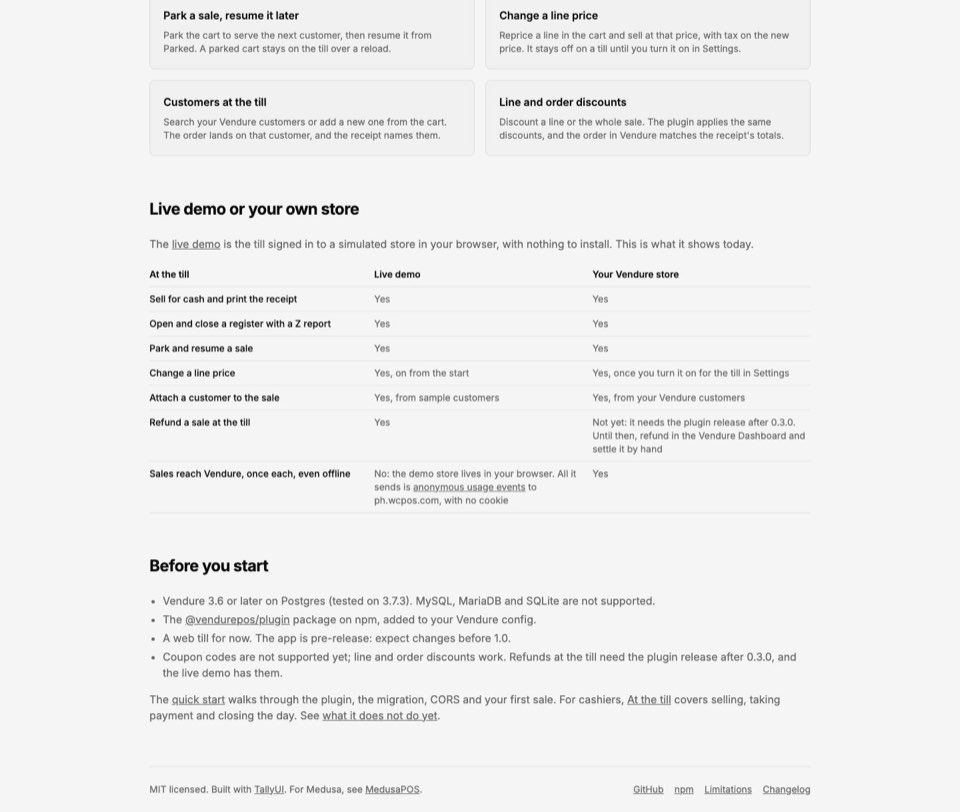 Park a sale, resume it later
Park the cart to serve the next customer, then resume it from
Parked. A parked cart stays on the till over a reload.
Change a line price
Reprice a line in the cart and sell at that price, with tax on the new
price. It stays off on a till until you turn it on in Settings.
Customers at the till
Search your Vendure customers or add a new one from the cart.
The order lands on that customer, and the receipt names them.
Line and order discounts
Discount a line or the whole sale. The plugin applies the same
discounts, and the order in Vendure matches the receipt's totals.
Live demo or your own store
The live demo is the till signed in to a simulated store in your browser, with nothing to install. This is what it shows today.
At the till Live demo Your Vendure store
Sell for cash and print the receipt Yes Yes
Open and close a register with a Z report Yes Yes
Park and resume a sale Yes Yes
Change a line price Yes, on from the start Yes, once you turn it on for the till in Settings
Attach a customer to the sale Yes, from sample customers Yes, from your Vendure customers
Refund a sale at the till Yes Not yet: it needs the plugin release after 0.3.0.
Until then, refund in the Vendure Dashboard and
settle it by hand
Sales reach Vendure, once each, even offline No: the demo store lives in your browser. All it Yes
sends is anonymous usage events to
ph.wcpos.com, with no cookie
Before you start
• Vendure 3.6 or later on Postgres (tested on 3.7.3). MySQL, MariaDB and SQLite are not supported.
• The @vendurepos/plugin package on npm, added to your Vendure config.
• A web till for now. The app is pre-release: expect changes before 1.0.
• Coupon codes are not supported yet; line and order discounts work. Refunds at the till need the plugin release after 0.3.0, and
the live demo has them.
The quick start walks through the plugin, the migration, CORS and your first sale. For cashiers, At the till covers selling, taking
payment and closing the day. See what it does not do yet.
MIT licensed. Built with TallyUI. For Medusa, see MedusaPOS.
GitHub npm Limitations Changelog